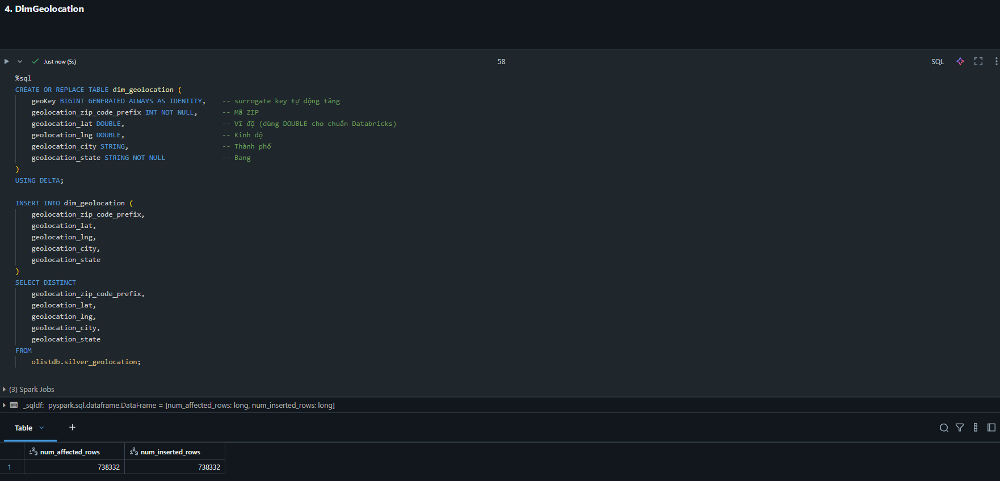 4. DimGeolocation
Just now (5s)
58
SQL
%sql
CREATE OR REPLACE TABLE dim_geolocation (
geoKey BIGINT GENERATED ALWAYS AS IDENTITY, -- surrogate key tự động tăng
geolocation_zip_code_prefix INT NOT NULL, -- Mã ZIP
geolocation_lat DOUBLE, -- Vĩ độ (dùng DOUBLE cho chuẩn Databricks)
geolocation_lng DOUBLE, -- Kinh độ
geolocation_city STRING, -- Thành phố
geolocation_state STRING NOT NULL -- Bang
)
USING DELTA;
INSERT INTO dim_geolocation (
geolocation_zip_code_prefix,
geolocation_lat,
geolocation_lng,
geolocation_city,
geolocation_state
)
SELECT DISTINCT
geolocation_zip_code_prefix,
geolocation_lat,
geolocation_lng,
geolocation_city,
geolocation_state
FROM
olistdb.silver_geolocation;
(3) Spark Jobs
_sqldf: pyspark.sql.dataframe.DataFrame = [num_affected_rows: long, num_inserted_rows: long]
Table +
123 num_affected_rows 123 num_inserted_rows
1 738332 738332